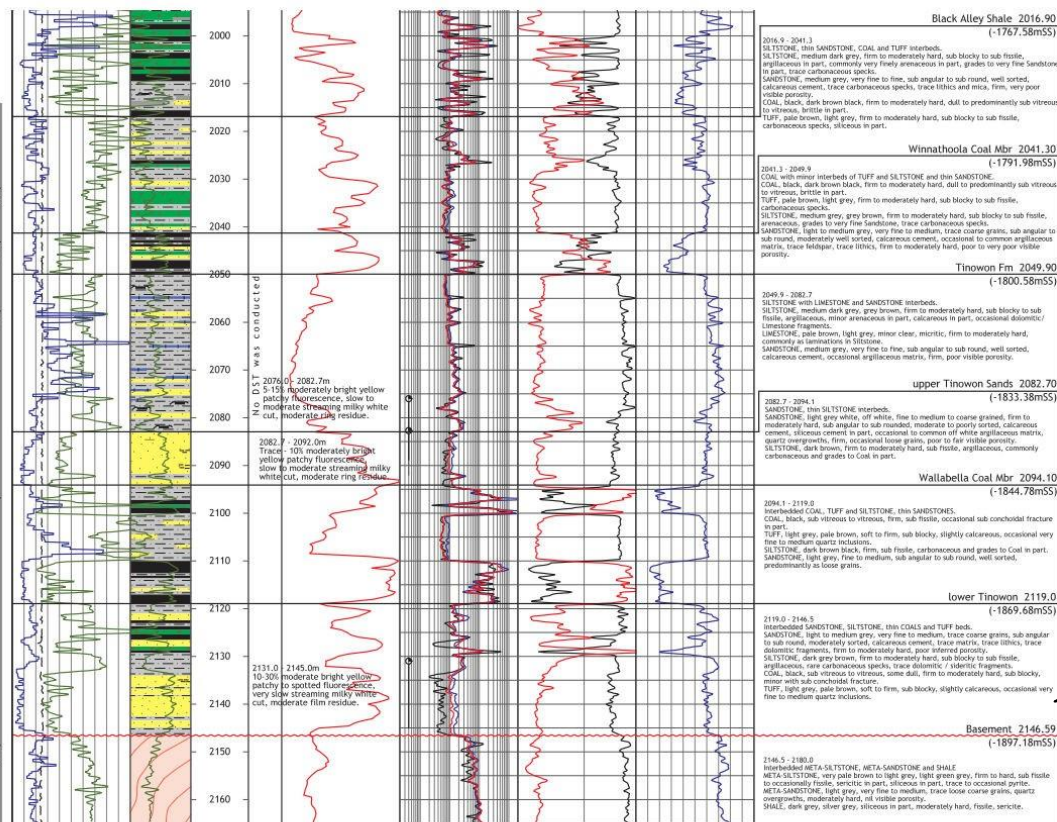 2000
2010
2020
2030
2040
2050
2060
2070
2080
2090
2100
2110
2120
2130
2140
2150
2160
No DST was conducted
2076.0 - 2082.7m
5-15% moderately bright yellow
patchy fluorescence, slow to
moderate streaming milky white
cut, moderate ring residue.
2082.7 - 2092.0m
Trace - 10% moderately bright
yellow patchy fluorescence,
slow to moderate streaming milky
white cut, moderate ring residue.
2131.0 - 2145.0m
10-30% moderate bright yellow
patchy to spotted fluorescence,
very slow streaming milky white
cut, moderate film residue.
Black Alley Shale 2016.90
(-1767.58mSS)
2016.9 - 2041.3
SILTSTONE, thin SANDSTONE, COAL and TUFF interbeds.
SILTSTONE, medium dark grey, firm to moderately hard, sub blocky to sub fissile,
argillaceous in part, commonly very finely arenaceous in part, grades to very fine Sandstone
in part, trace carbonaceous specks.
SANDSTONE, medium grey, very fine to fine, sub angular to sub round, well sorted,
calcareous cement, trace carbonaceous specks, trace lithics and mica, firm, very poor
visible porosity.
COAL, black, dark brown black, firm to moderately hard, dull to predominantly sub vitreous
to vitreous, brittle in part.
TUFF, pale brown, light grey, firm to moderately hard, sub blocky to sub fissile,
carbonaceous specks, siliceous in part.
Winnathoola Coal Mbr 2041.30
(-1791.98mSS)
2041.3 - 2049.9
COAL with minor interbeds of TUFF and SILTSTONE and thin SANDSTONE.
COAL, black, dark brown black, firm to moderately hard, dull to predominantly sub vitreous
to vitreous, brittle in part.
TUFF, pale brown, light grey, firm to moderately hard, sub blocky to sub fissile,
carbonaceous specks.
SILTSTONE, medium grey, grey brown, firm to moderately hard, sub blocky to sub fissile,
arenaceous, grades to very fine Sandstone, trace carbonaceous specks.
SANDSTONE, light to medium grey, very fine to medium, trace coarse grains, sub angular to
sub round, moderately well sorted, calcareous cement, occasional to common argillaceous
matrix, trace feldspar, trace lithics, firm to moderately hard, poor to very poor visible
porosity.
Tinowon Fm 2049.90
(-1800.58mSS)
2049.9 - 2082.7
SILTSTONE with LIMESTONE and SANDSTONE interbeds.
SILTSTONE, medium dark grey, grey brown, firm to moderately hard, sub blocky to sub
fissile, argillaceous, minor arenaceous in part, calcareous in part, occasional dolomitic/
Limestone fragments.
LIMESTONE, pale brown, light grey, minor clear, micritic, firm to moderately hard,
commonly as laminations in Siltstone.
SANDSTONE, medium grey, very fine to fine, sub angular to sub round, well sorted,
calcareous cement, occasional argillaceous matrix, firm, poor visible porosity.
upper Tinowon Sands 2082.70
(-1833.38mSS)
2082.7 - 2094.1
SANDSTONE, thin SILTSTONE interbeds.
SANDSTONE, light grey white, off white, fine to medium to coarse grained, firm to
moderately hard, sub angular to sub rounded, moderate to poorly sorted, calcareous
cement, siliceous cement in part, occasional to common off white argillaceous matrix,
quartz overgrowths, firm, occasional loose grains, poor to fair visible porosity.
SILTSTONE, dark brown, firm to moderately hard, sub fissile, argillaceous, commonly
carbonaceous and grades to Coal in part.
Wallabella Coal Mbr 2094.10
(-1844.78mSS)
2094.1 - 2119.0
Interbedded COAL, TUFF and SILTSTONE, thin SANDSTONES.
COAL, black, sub vitreous to vitreous, firm, sub fissile, occasional sub conchoidal fracture
in part.
TUFF, light grey, pale brown, soft to firm, sub blocky, slightly calcareous, occasional very
fine to medium quartz inclusions.
SILTSTONE, dark brown black, firm, sub fissile, carbonaceous and grades to Coal in part.
SANDSTONE, light grey, fine to medium, sub angular to sub round, well sorted,
predominantly as loose grains.
lower Tinowon 2119.0
(-1869.68mSS)
2119.0 - 2146.5
Interbedded SANDSTONE, SILTSTONE, thin COALS and TUFF beds.
SANDSTONE, light to medium grey, very fine to medium, trace coarse grains, sub angular
to sub round, moderately sorted, calcareous cement, trace matrix, trace lithics, trace
dolomitic fragments, firm to moderately hard, poor inferred porosity.
SILTSTONE, dark grey brown, firm to moderately hard, sub blocky to sub fissile,
argillaceous, rare carbonaceous specks, trace dolomitic / sideritic fragments.
COAL, black, sub vitreous to vitreous, some dull, firm to moderately hard, sub blocky,
minor with sub conchoidal fracture.
TUFF, light grey, pale brown, soft to firm, sub blocky, slightly calcareous, occasional very
fine to medium quartz inclusions.
Basement 2146.59
(-1897.18mSS)
2146.5 - 2180.0
Interbedded META-SILTSTONE, META-SANDSTONE and SHALE
META-SILTSTONE, very pale brown to light grey, light green grey, firm to hard, sub fissile
to occasionally fissile, sericitic in part, siliceous in part, trace to occasional pyrite.
META-SANDSTONE, light grey, very fine to medium, trace loose coarse grains, quartz
overgrowths, moderately hard, nil visible porosity.
SHALE, dark grey, silver grey, siliceous in part, moderately hard, fissile, sericite.